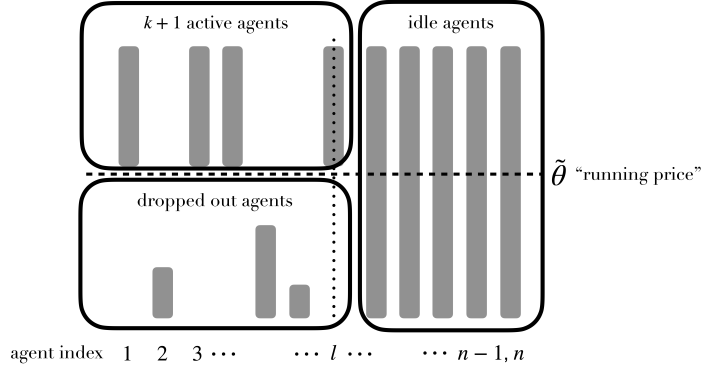 k + 1 active agents
idle agents
θ̃ “running price”
dropped out agents
agent index 1 2 3 ··· ··· l ··· ··· n − 1, n